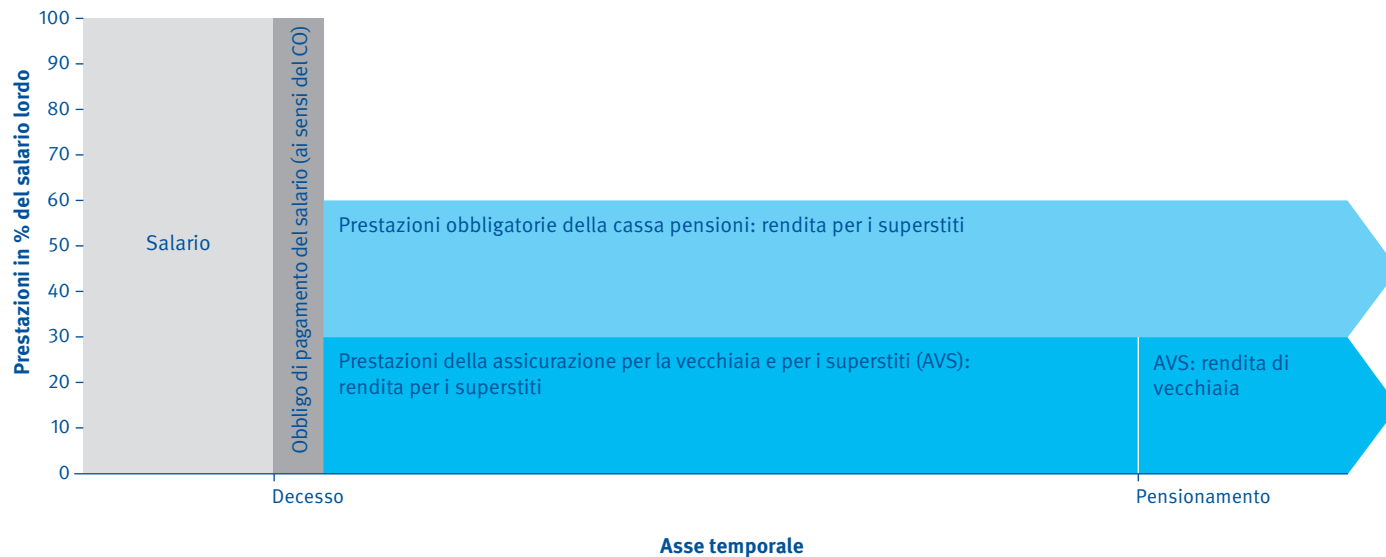 Prestazioni in % del salario lordo
100
90
80
70
60
50
40
30
20
10
0
Salario
Obbligo di pagamento del salario (ai sensi del CO)
Prestazioni obbligatorie della cassa pensioni: rendita per i superstiti
Prestazioni della assicurazione per la vecchiaia e per i superstiti (AVS):
rendita per i superstiti
AVS: rendita di
vecchiaia
Decesso
Pensionamento
Asse temporale